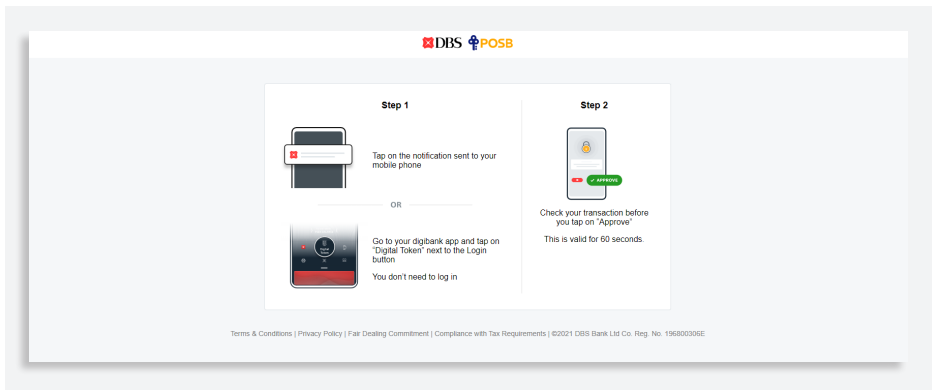 DBS POSB
Step 1
Tap on the notification sent to your
mobile phone
OR
Digital
Token
Go to your digibank app and tap on
"Digital Token" next to the Login
button
You don't need to log in
Step 2
APPROVE
Check your transaction before
you tap on "Approve"
This is valid for 60 seconds.
Terms & Conditions | Privacy Policy | Fair Dealing Commitment | Compliance with Tax Requirements | ©2021 DBS Bank Ltd Co. Reg. No. 196800306E